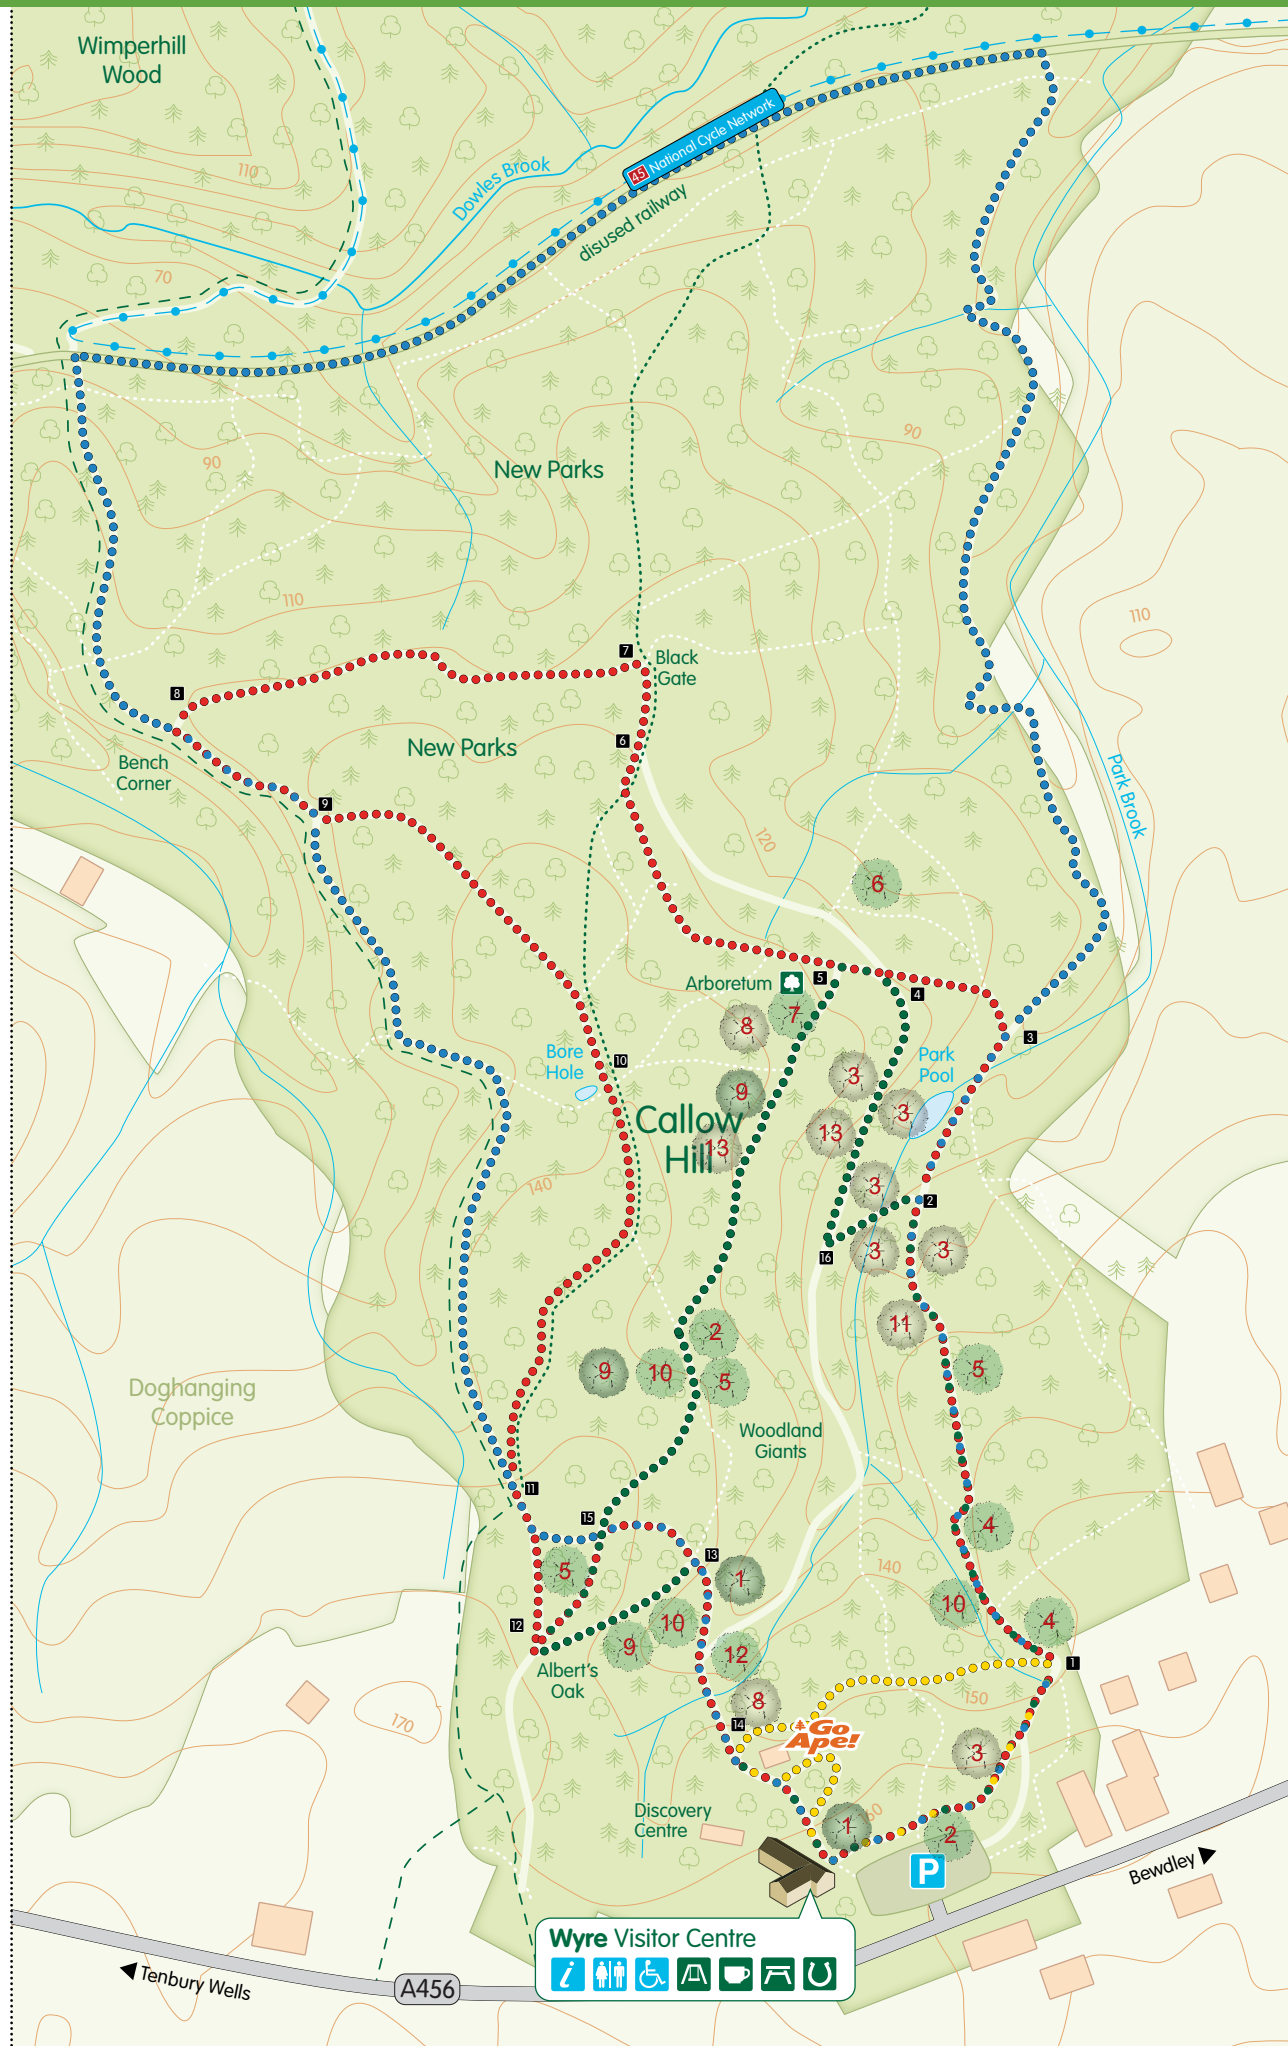 Wimperhill
Wood
110
Dowles Brook
45 National Cycle Network
disused railway
70
90
90
New Parks
110
110
7
Black
Gate
8
6
New Parks
Bench
Corner
9
Park Brook
120
6
Arboretum
5
4
7
8
3
10
Bore
Hole
Park
Pool
3
9
3
Callow
Hill
13
13
3
140
2
16
3
3
11
2
9
10
5
5
Doghanging
Coppice
Woodland
Giants
11
15
4
13
5
1
140
10
12
10
4
9
12
1
Albert's
Oak
8
150
170
14
Go
Ape!
3
Discovery
Centre
1
50
2
P
Bewdley
Wyre Visitor Centre
i
Tenbury Wells
A456